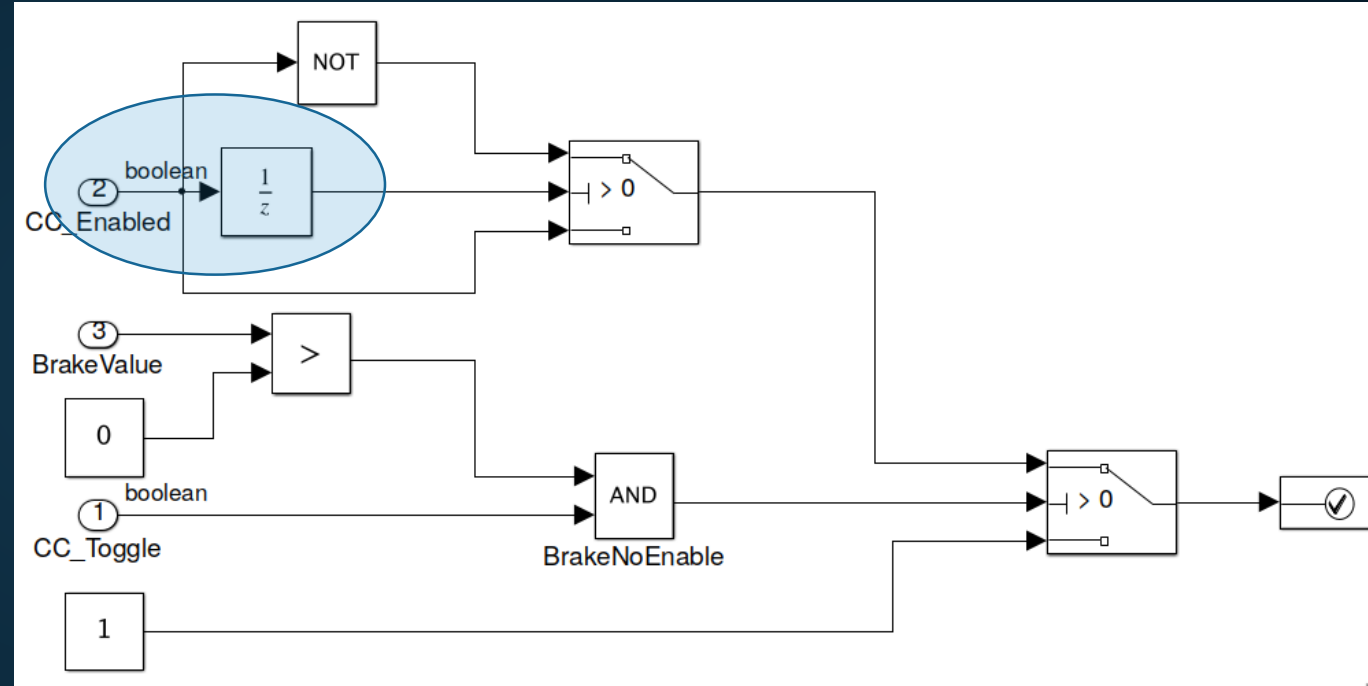 NOT
boolean
2
1
z
> 0
CC_Enabled
3
>
BrakeValue
0
boolean
AND
> 0
1
CC_Toggle
BrakeNoEnable
1